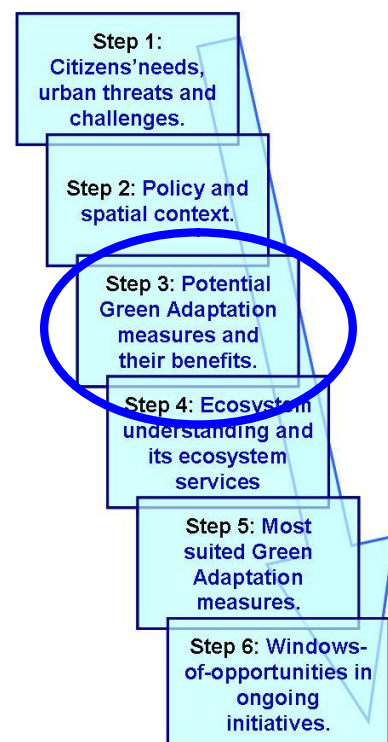 Step 1:
Citizens’needs,
urban threats and
challenges.
Step 2: Policy and
spatial context.
Step 3: Potential
Green Adaptation
measures and
their benefits.
Step 4: Ecosystem
understanding and
its ecosystem
services
Step 5: Most
suited Green
Adaptation
measures.
Step 6: Windows-
of-opportunities in
ongoing
initiatives.